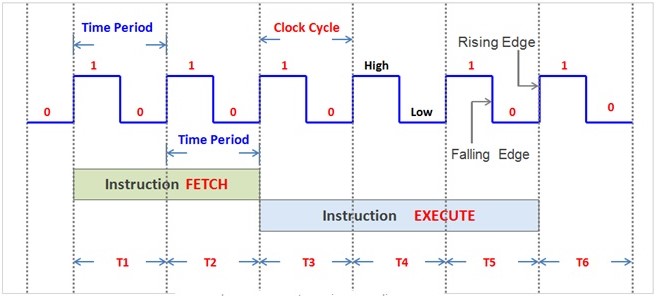 Time Period
Clock Cycle
Rising Edge
1 1 1 High 1 1
0 0 0 0 Low 0 0
Time Period
Falling Edge
Instruction FETCH
Instruction EXECUTE
T1 T2 T3 T4 T5 T6